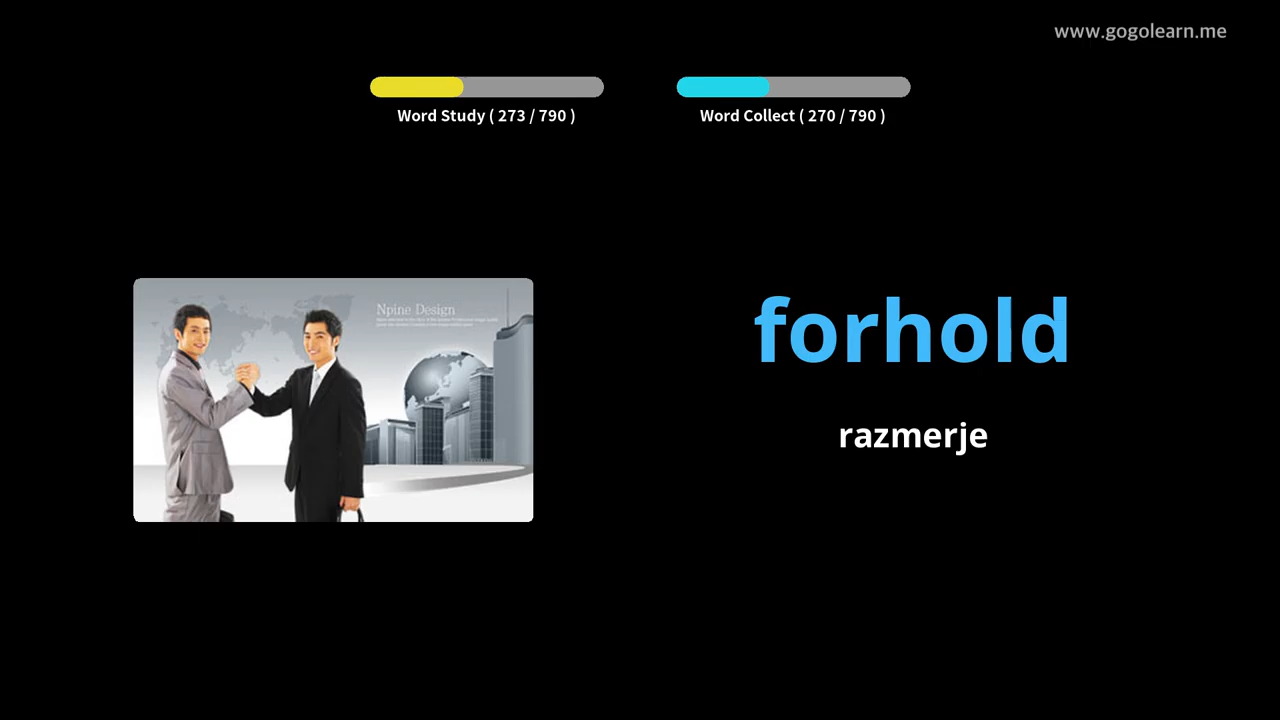 www.gogolearn.me
Word Study ( 273 / 790 )
Word Collect ( 270 / 790 )
Npine Design
forhold
razmerje